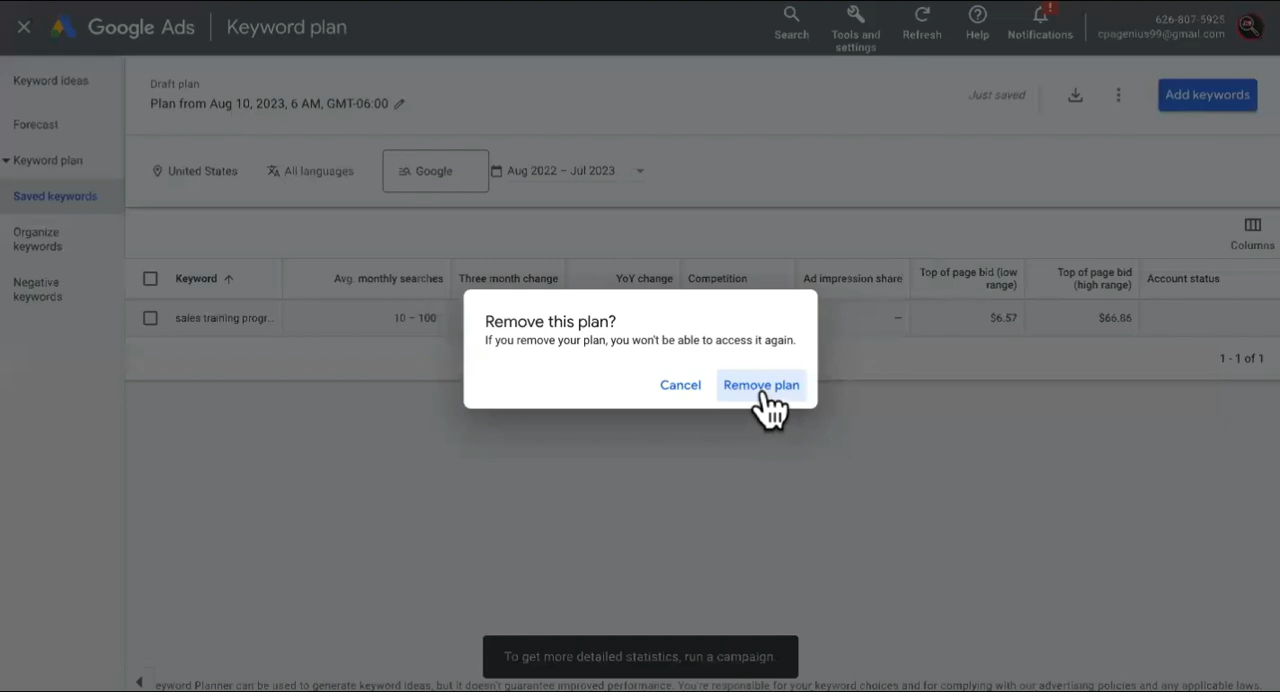 Google Ads
Keyword plan
Search
Tools and
settings
Refresh
Help
Notifications
!
626-807-5925
cpagenius99@gmail.com
Keyword ideas
Forecast
Keyword plan
Saved keywords
Organize
keywords
Negative
keywords
Draft plan
Plan from Aug 10, 2023, 6 AM, GMT-06:00
Just saved
Add keywords
United States
All languages
Google
Aug 2022 – Jul 2023
Columns
Keyword
Avg. monthly searches
Three month change
YoY change
Competition
Ad impression share
Top of page bid (low
range)
Top of page bid
(high range)
Account status
sales training progr..
10 – 100
–
$6.57
$66.86
1 - 1 of 1
Remove this plan?
If you remove your plan, you won't be able to access it again.
Cancel
Remove plan
To get more detailed statistics, run a campaign.
eyword Planner can be used to generate keyword ideas, but it doesn't guarantee improved performance. You're responsible for your keyword choices and for complying with our advertising policies and any applicable laws.